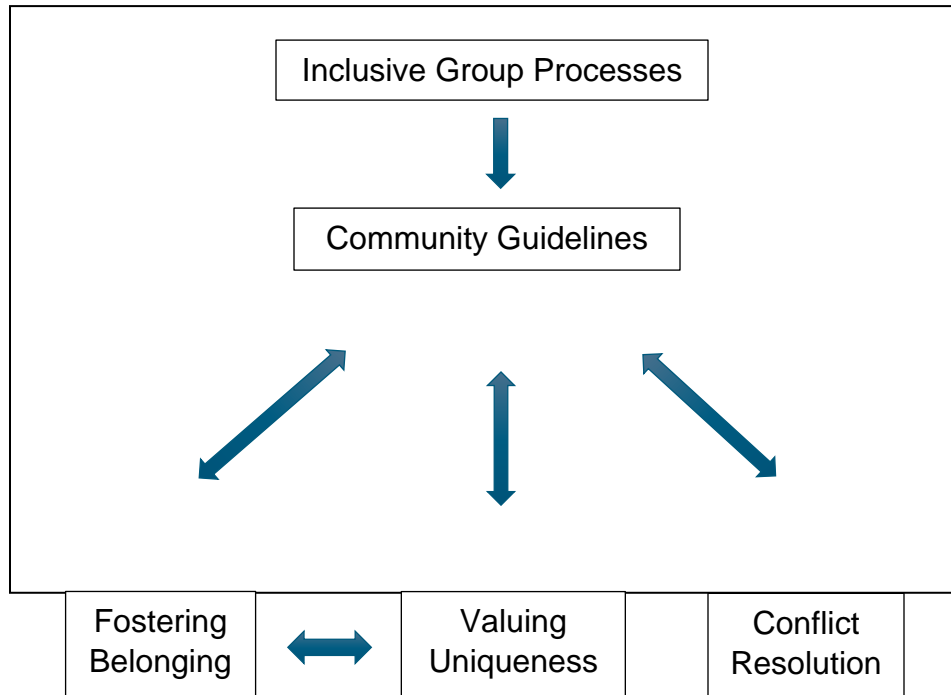 Inclusive Group Processes
Community Guidelines
Fostering
Belonging
Valuing
Uniqueness
Conflict
Resolution